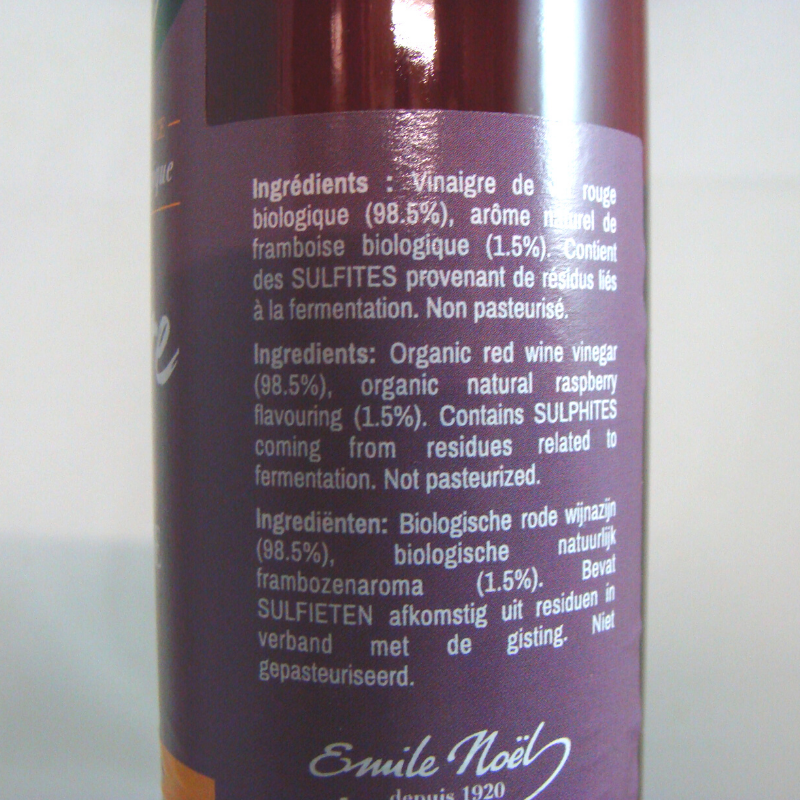 que
Ingrédients : Vinaigre de rouge
biologique (98.5%), arôme naturel de
framboise biologique (1.5%). Contient
des SULFITES provenant de résidus liés
à la fermentation. Non pasteurisé.
Ingredients: Organic red wine vinegar
(98.5%), organic natural raspberry
flavouring (1.5%). Contains SULPHITES
coming from residues related to
fermentation. Not pasteurized.
Ingrediënten: Biologische rode wijnazijn
(98.5%), biologische natuurlijk
frambozenaroma (1.5%). Bevat
SULFIETEN afkomstig uit residuen in
verband met de gisting. Niet
gepasteuriseerd.
Emile Noël
depuis 1920